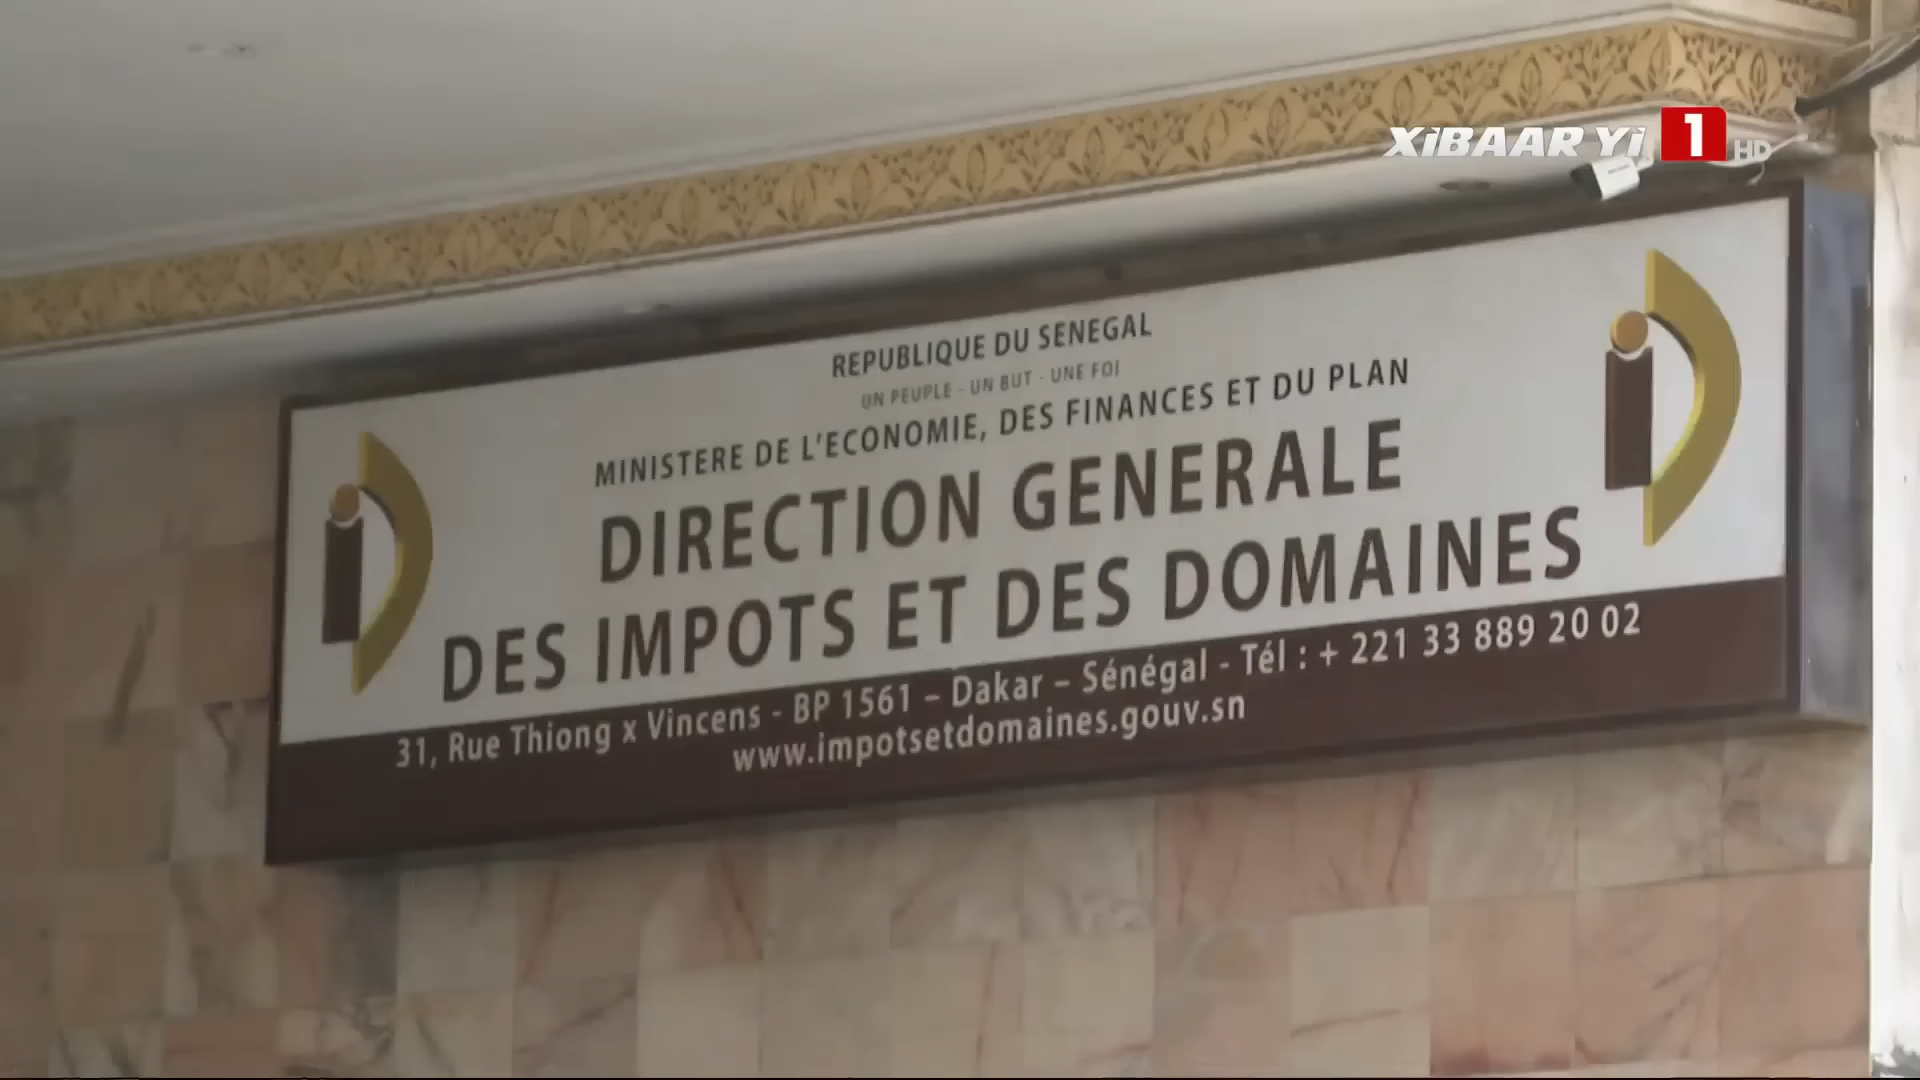 XiBAAR Yi 1 HD
REPUBLIQUE DU SENEGAL
UN PEUPLE - UN BUT - UNE FOI
MINISTERE DE L'ECONOMIE, DES FINANCES ET DU PLAN
DIRECTION GENERALE
DES IMPOTS ET DES DOMAINES
31, Rue Thiong x Vincens - BP 1561 – Dakar – Sénégal - Tél : + 221 33 889 20 02
www.impotsetdomaines.gouv.sn